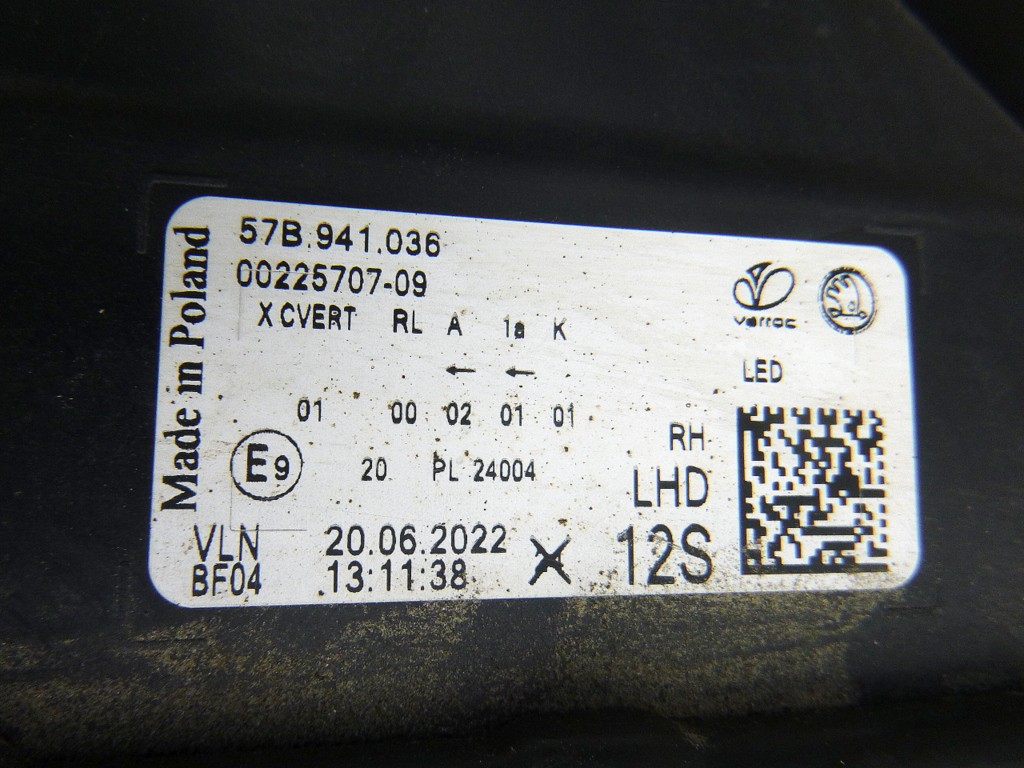 Made in Poland
57B.941.036
00225707-09
X CVERT RL A 1a K
← ←
01 00 02 01 01
E9 20 PL 24004
VLN 20.06.2022
BF04 13:11:38
X
varroc
LED
RH
LHD
12S